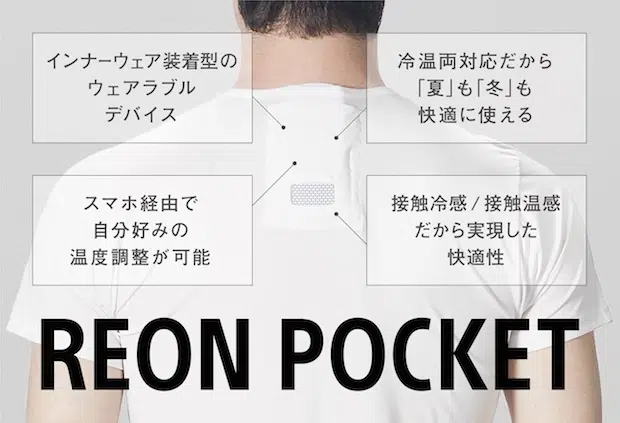 インナーウェア装着型の
ウェアラブル
デバイス
冷温両対応だから
「夏」も「冬」も
快適に使える
スマホ経由で
自分好みの
温度調整が可能
接触冷感/接触温感
だから実現した
快適性
REON POCKET